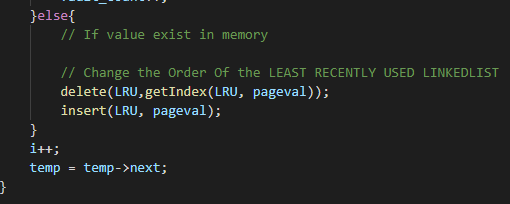 }else{
// If value exist in memory
// Change the Order Of the LEAST RECENTLY USED LINKEDLIST
delete(LRU,getIndex(LRU, pageval));
insert(LRU, pageval);
}
i++;
temp = temp->next;
}